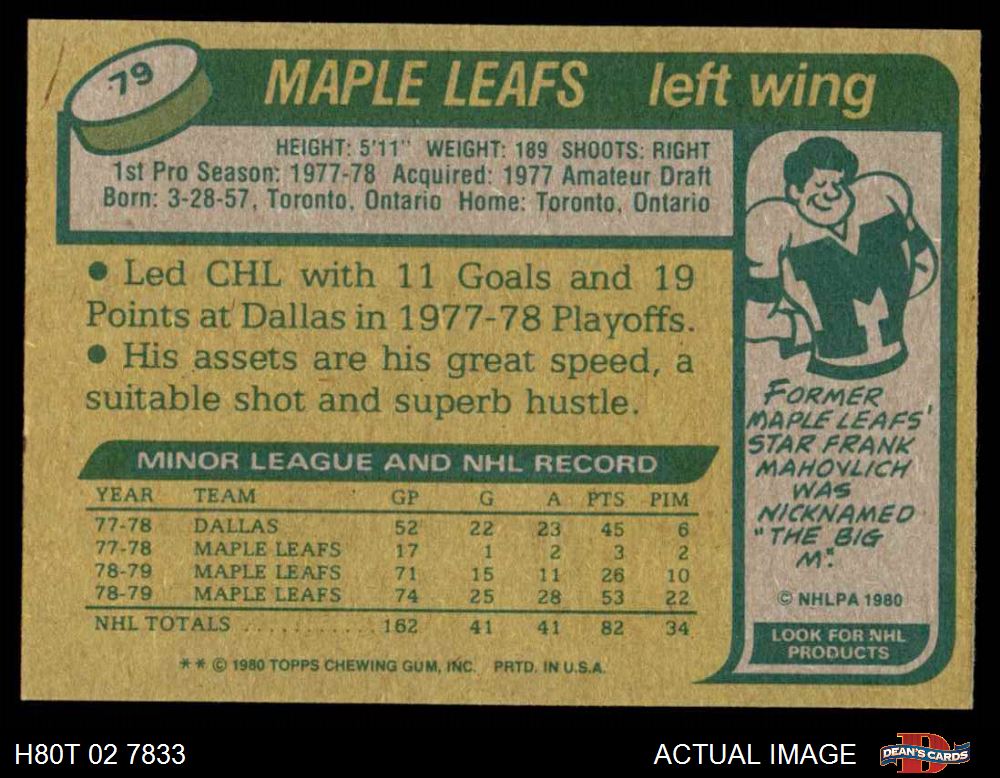 79
MAPLE LEAFS left wing
HEIGHT: 5'11" WEIGHT: 189 SHOOTS: RIGHT
1st Pro Season: 1977-78 Acquired: 1977 Amateur Draft
Born: 3-28-57, Toronto, Ontario Home: Toronto, Ontario
• Led CHL with 11 Goals and 19
Points at Dallas in 1977-78 Playoffs.
• His assets are his great speed, a
suitable shot and superb hustle.
MINOR LEAGUE AND NHL RECORD
YEAR TEAM GP G A PTS PIM
77-78 DALLAS 52 22 23 45 6
77-78 MAPLE LEAFS 17 1 2 3 2
78-79 MAPLE LEAFS 71 15 11 26 10
78-79 MAPLE LEAFS 74 25 28 53 22
NHL TOTALS .......... 162 41 41 82 34
** © 1980 TOPPS CHEWING GUM, INC. PRTD. IN U.S.A.
M
FORMER
MAPLE LEAFS'
STAR FRANK
MAHOVLICH
WAS
NICKNAMED
"THE BIG
M".
© NHLPA 1980
LOOK FOR NHL
PRODUCTS
H80T 02 7833
ACTUAL IMAGE
D
DEAN'S CARDS